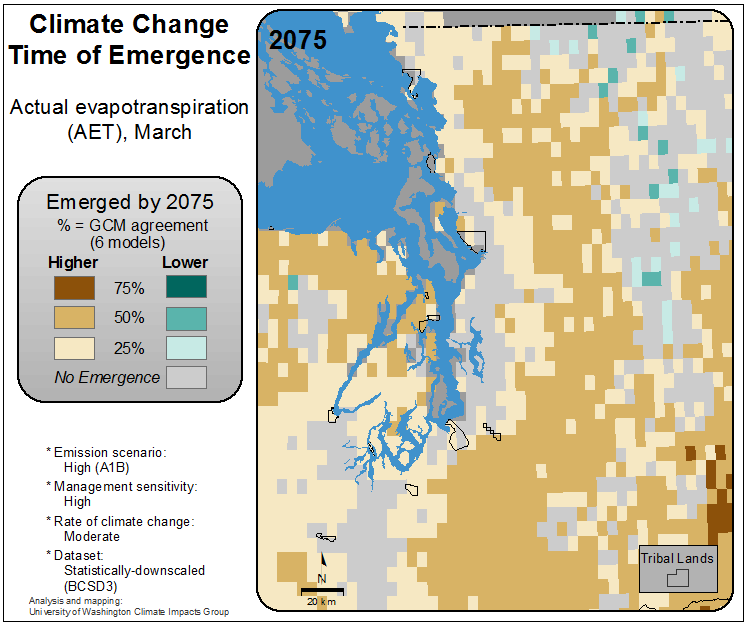 Climate Change
Time of Emergence
Actual evapotranspiration
(AET), March
Emerged by 2075
% = GCM agreement
(6 models)
Higher Lower
75%
50%
25%
No Emergence
* Emission scenario:
High (A1B)
* Management sensitivity:
High
* Rate of climate change:
Moderate
* Dataset:
Statistically-downscaled
(BCSD3)
Analysis and mapping:
University of Washington Climate Impacts Group
2075
N
20 km
Tribal Lands